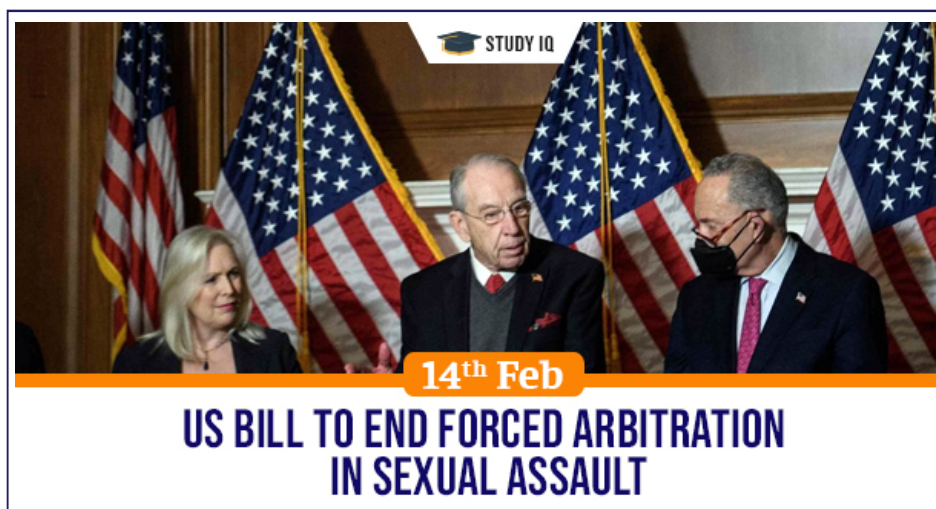 STUDY IQ
14th Feb
US BILL TO END FORCED ARBITRATION
IN SEXUAL ASSAULT